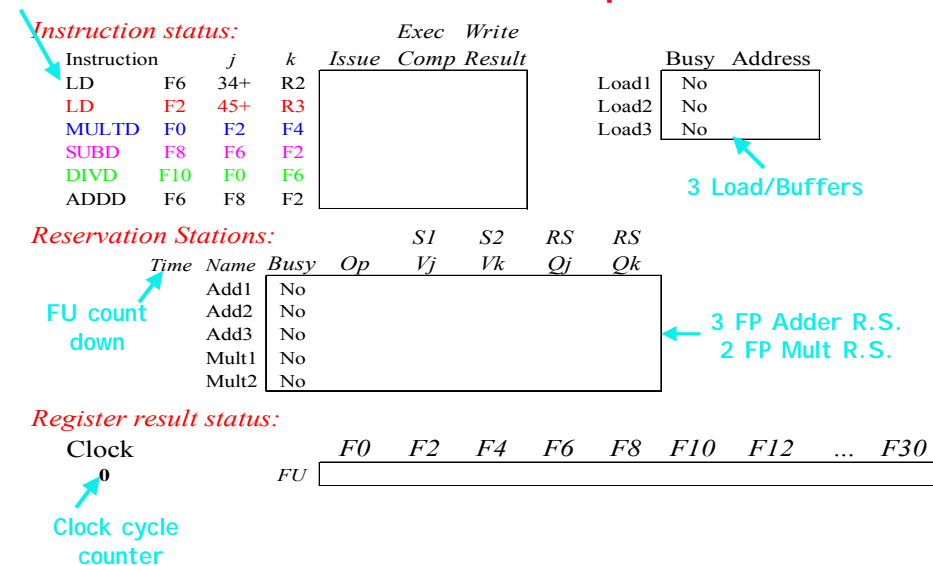 Instruction status: Exec Write
Instruction j k Issue Comp Result Busy Address
LD F6 34+ R2 Load1 No
LD F2 45+ R3 Load2 No
MULTD F0 F2 F4 Load3 No
SUBD F8 F6 F2
DIVD F10 F0 F6
3 Load/Buffers
ADDD F6 F8 F2
Reservation Stations: S1 S2 RS RS
Time Name Busy Op Vj Vk Qj Qk
Add1 No
FU count
down
Add2 No
Add3 No
3 FP Adder R.S.
2 FP Mult R.S.
Mult1 No
Mult2 No
Register result status:
Clock F0 F2 F4 F6 F8 F10 F12 ... F30
0 FU
Clock cycle
counter